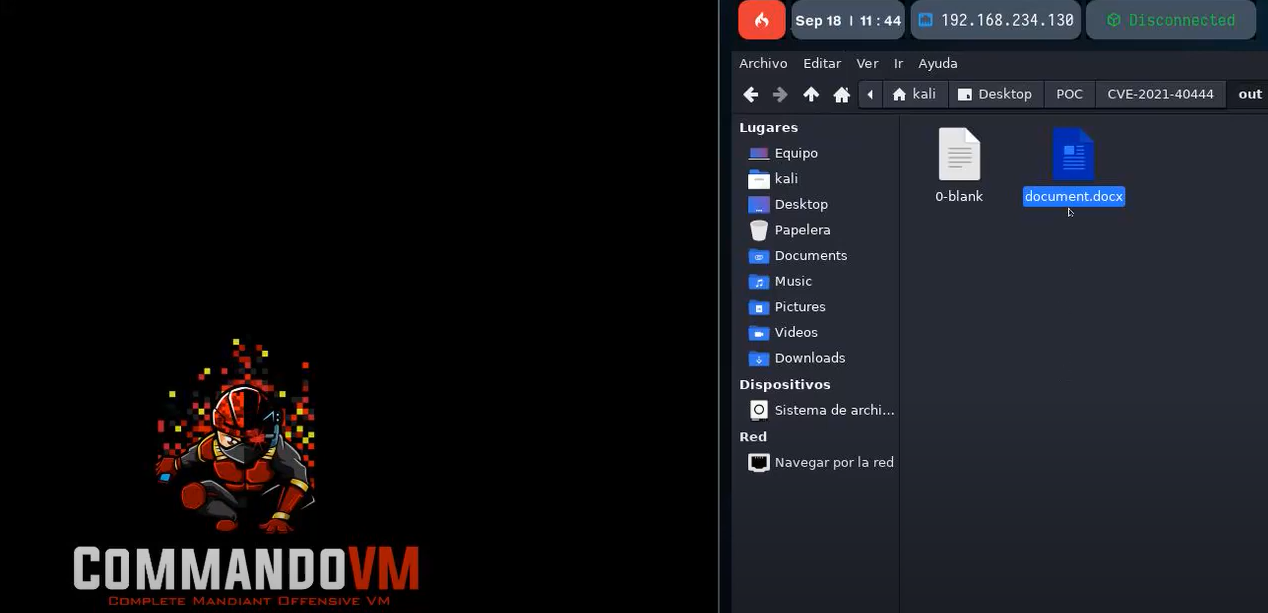 Sep 18 | 11:44
192.168.234.130
Disconnected
Archivo Editar Ver Ir Ayuda
kali Desktop POC CVE-2021-40444 out
Lugares
Equipo
kali
Desktop
Papelera
Documents
Music
Pictures
Videos
Downloads
Dispositivos
Sistema de archi...
Red
Navegar por la red
0-blank
document.docx
COMMANDOVM
COMPLETE MANDIANT OFFENSIVE VM